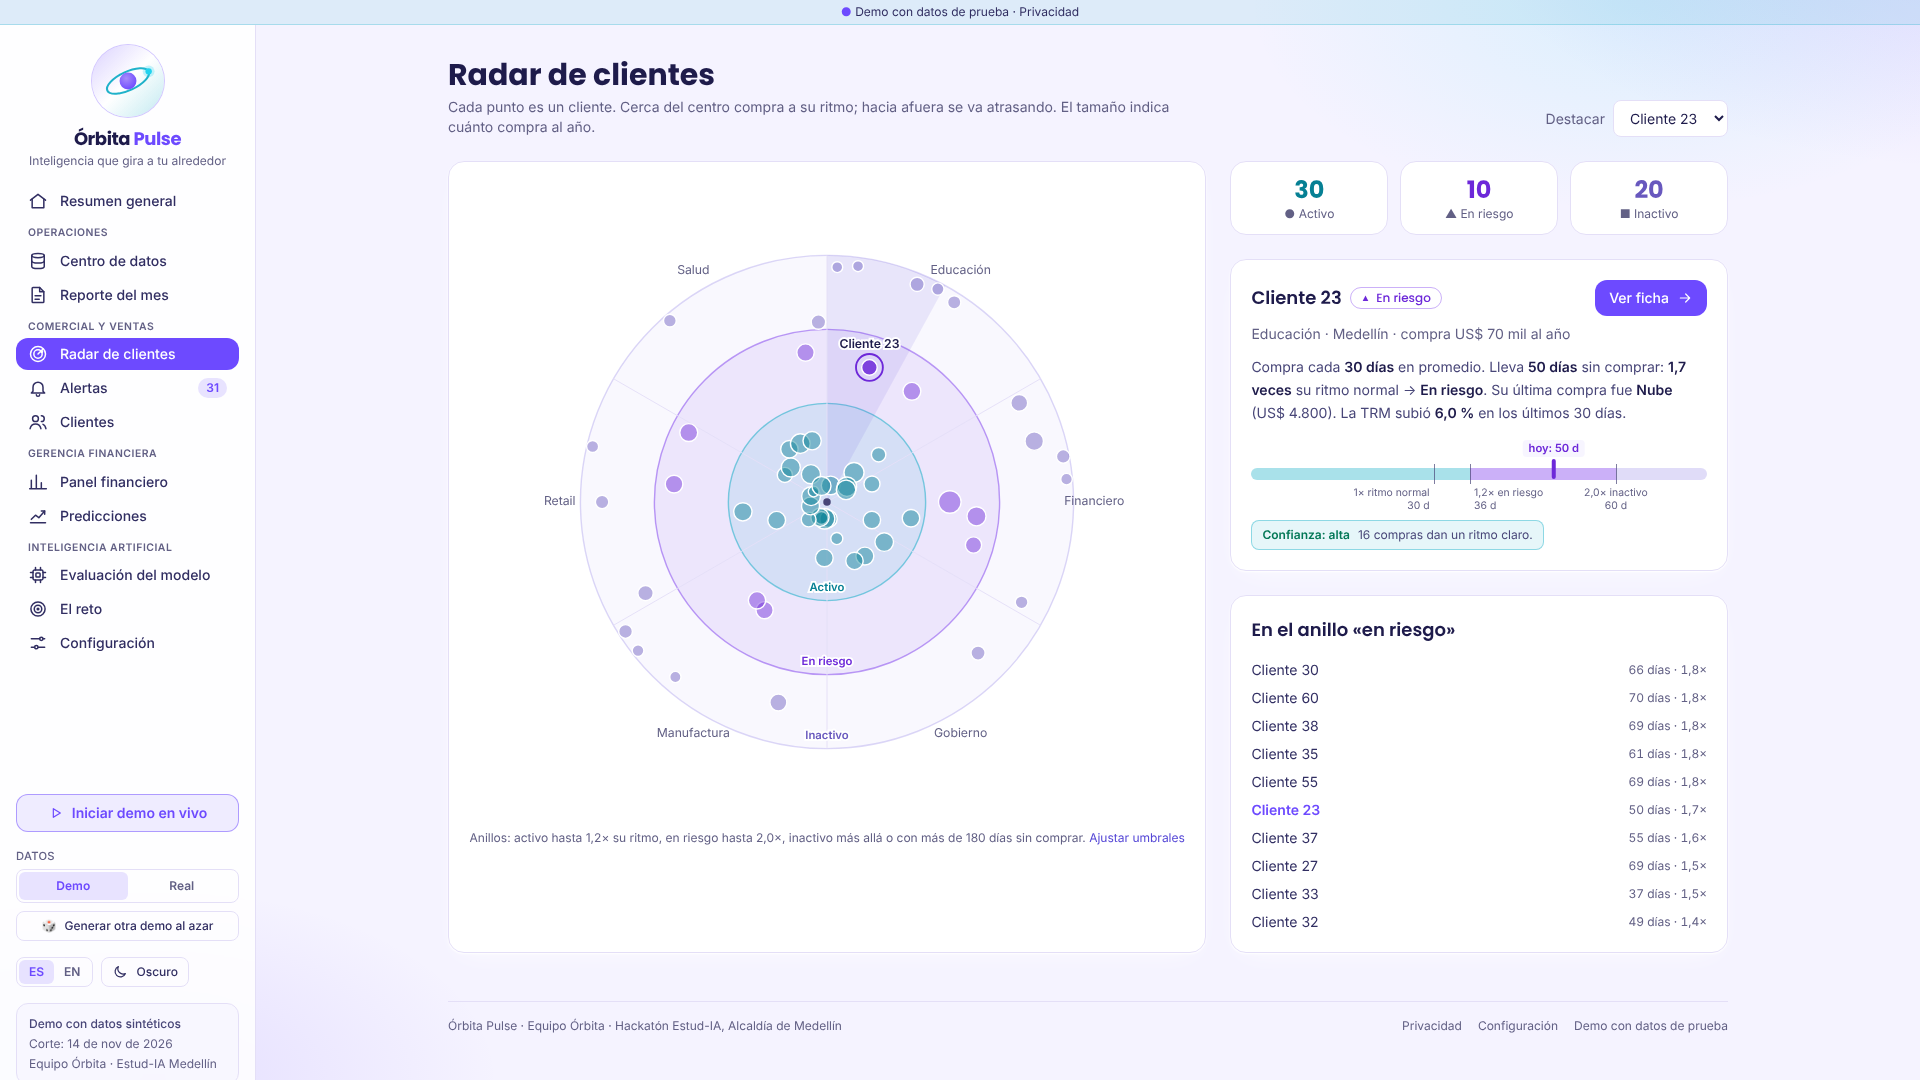 Demo con datos de prueba · Privacidad
Órbita Pulse
Inteligencia que gira a tu alrededor
Resumen general
OPERACIONES
Centro de datos
Reporte del mes
COMERCIAL Y VENTAS
Radar de clientes
Alertas 31
Clientes
GERENCIA FINANCIERA
Panel financiero
Predicciones
INTELIGENCIA ARTIFICIAL
Evaluación del modelo
El reto
Configuración
Iniciar demo en vivo
DATOS
Demo Real
Generar otra demo al azar
ES EN Oscuro
Demo con datos sintéticos
Corte: 14 de nov de 2026
Equipo Órbita · Estud-IA Medellín
Radar de clientes
Cada punto es un cliente. Cerca del centro compra a su ritmo; hacia afuera se va atrasando. El tamaño indica
cuánto compra al año.
Destacar Cliente 23
Salud
Educación
Cliente 23
Retail
Financiero
Activo
En riesgo
Manufactura
Inactivo
Gobierno
Anillos: activo hasta 1,2× su ritmo, en riesgo hasta 2,0×, inactivo más allá o con más de 180 días sin comprar. Ajustar umbrales
30
● Activo
10
▲ En riesgo
20
■ Inactivo
Cliente 23 ▲ En riesgo
Ver ficha →
Educación · Medellín · compra US$ 70 mil al año
Compra cada 30 días en promedio. Lleva 50 días sin comprar: 1,7
veces su ritmo normal → En riesgo. Su última compra fue Nube
(US$ 4.800). La TRM subió 6,0 % en los últimos 30 días.
hoy: 50 d
1× ritmo normal
30 d
1,2× en riesgo
36 d
2,0× inactivo
60 d
Confianza: alta 16 compras dan un ritmo claro.
En el anillo «en riesgo»
Cliente 30 66 días · 1,8×
Cliente 60 70 días · 1,8×
Cliente 38 69 días · 1,8×
Cliente 35 61 días · 1,8×
Cliente 55 69 días · 1,8×
Cliente 23 50 días · 1,7×
Cliente 37 55 días · 1,6×
Cliente 27 69 días · 1,5×
Cliente 33 37 días · 1,5×
Cliente 32 49 días · 1,4×
Órbita Pulse · Equipo Órbita · Hackatón Estud-IA, Alcaldía de Medellín
Privacidad Configuración Demo con datos de prueba